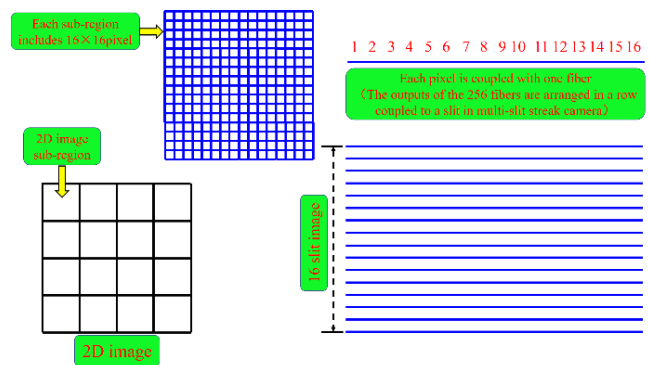 Each sub-region
includes 16×16pixel
1 2 3 4 5 6 7 8 9 10 11 12 13 14 15 16
Each pixel is coupled with one fiber
（The outputs of the 256 fibers are arranged in a row
coupled to a slit in multi-slit streak camera）
2D image
sub-region
16 slit image
2D image